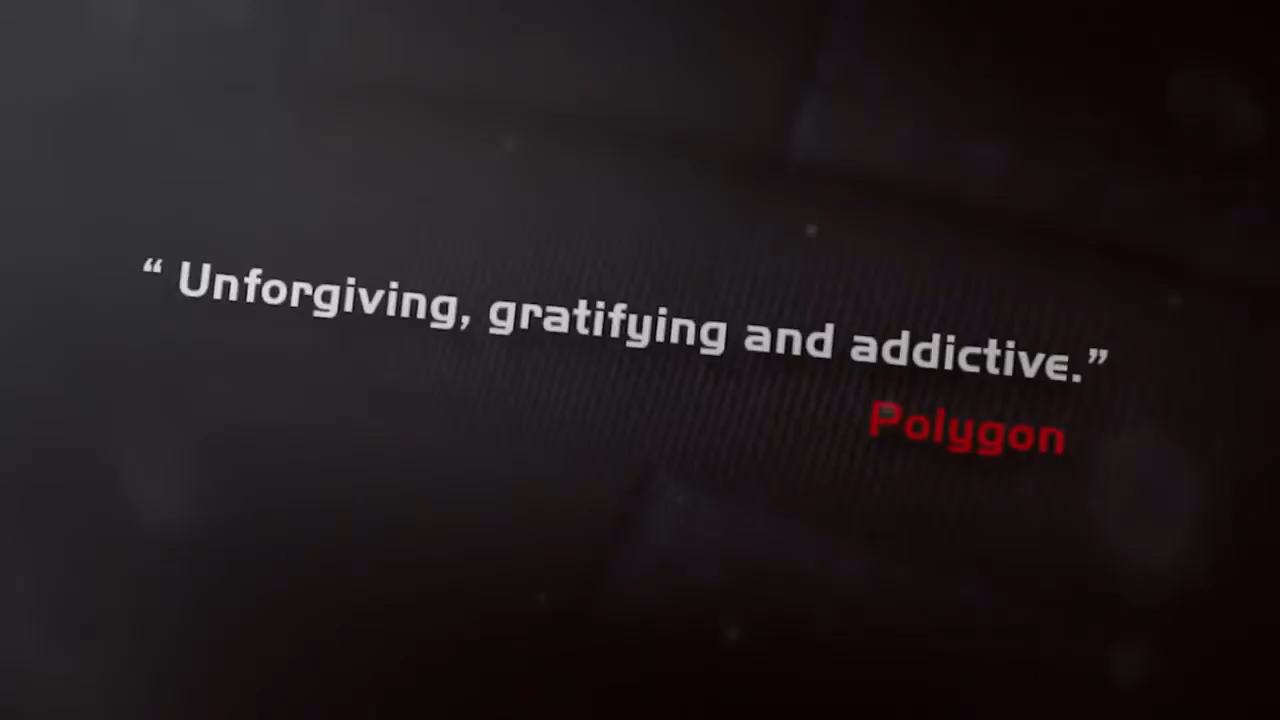 “ Unforgiving, gratifying and addictive.”
Polygon